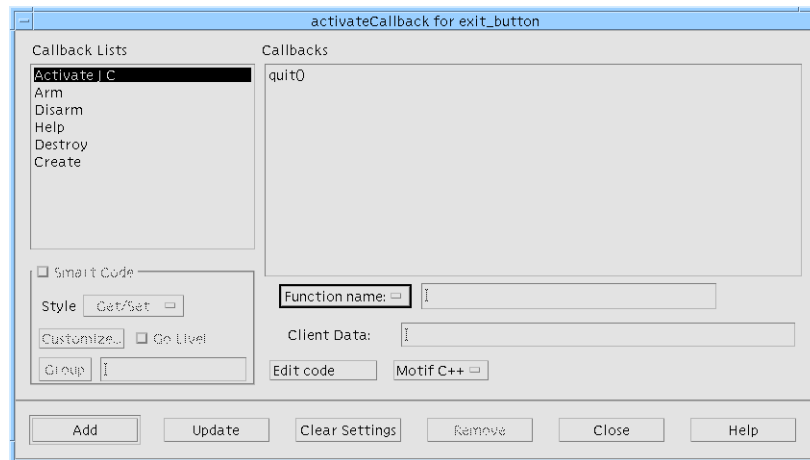 activateCallback for exit_button
Callback Lists
Callbacks
Activate J C
Arm
Disarm
Help
Destroy
Create
quit()
Smart Code
Style Get/Set
Customize... Go Live!
Group
Function name:
Client Data:
Edit code Motif C++
Add Update Clear Settings Remove Close Help